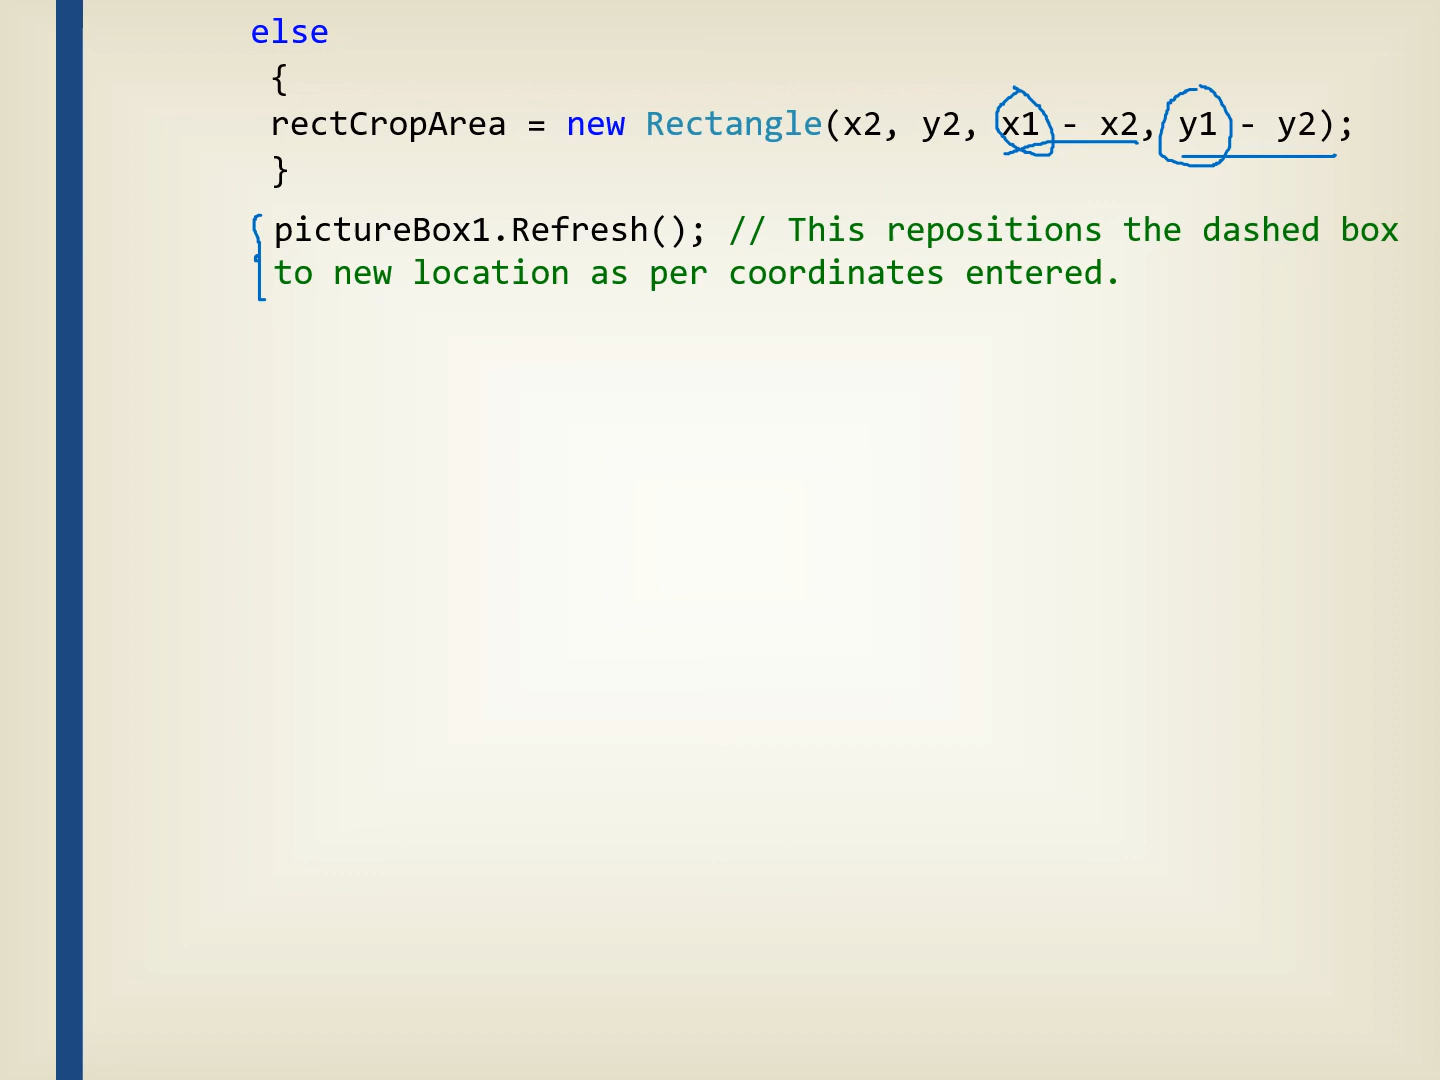 else
{
rectCropArea = new Rectangle(x2, y2, x1 - x2, y1 - y2);
}
pictureBox1.Refresh(); // This repositions the dashed box
to new location as per coordinates entered.